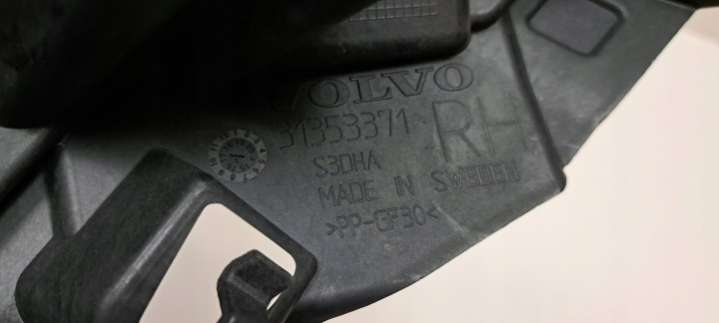 VOLVO
31353371
RH
S3DHA
MADE IN SWEDEN
>PP-GF30<